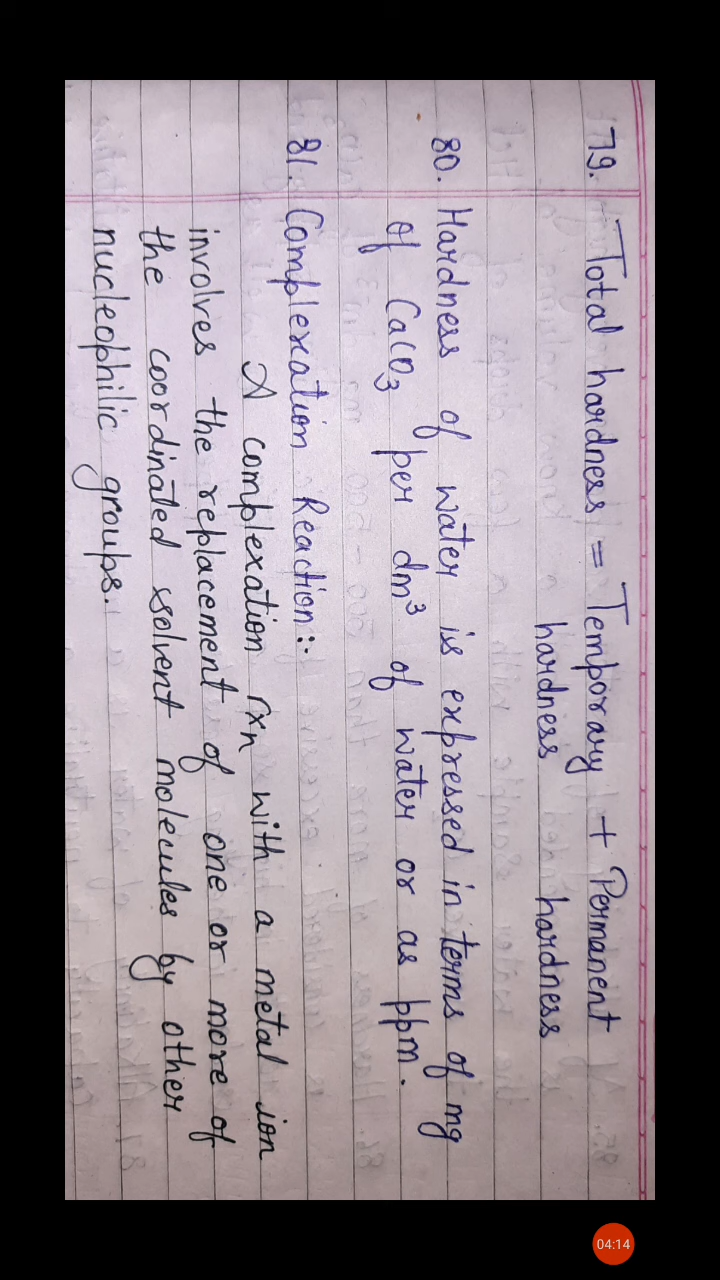 79. Total hardness = Temporary + Permanent
hardness hardness
80. Hardness of water is expressed in terms of mg
of CaCO3 per dm³ of water or as ppm.
81. Complexation Reaction:-
A complexation rxn with a metal ion
involves the replacement of one or more of
the coordinated solvent molecules by other
nucleophilic groups.
04:14